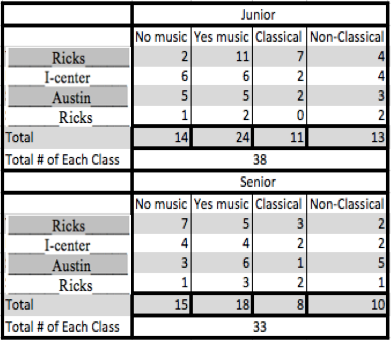 Junior
No music Yes music Classical Non-Classical
Ricks 2 11 7 4
I-center 6 6 2 4
Austin 5 5 2 3
Ricks 1 2 0 2
Total 14 24 11 13
Total # of Each Class 38
Senior
No music Yes music Classical Non-Classical
Ricks 7 5 3 2
I-center 4 4 2 2
Austin 3 6 1 5
Ricks 1 3 2 1
Total 15 18 8 10
Total # of Each Class 33